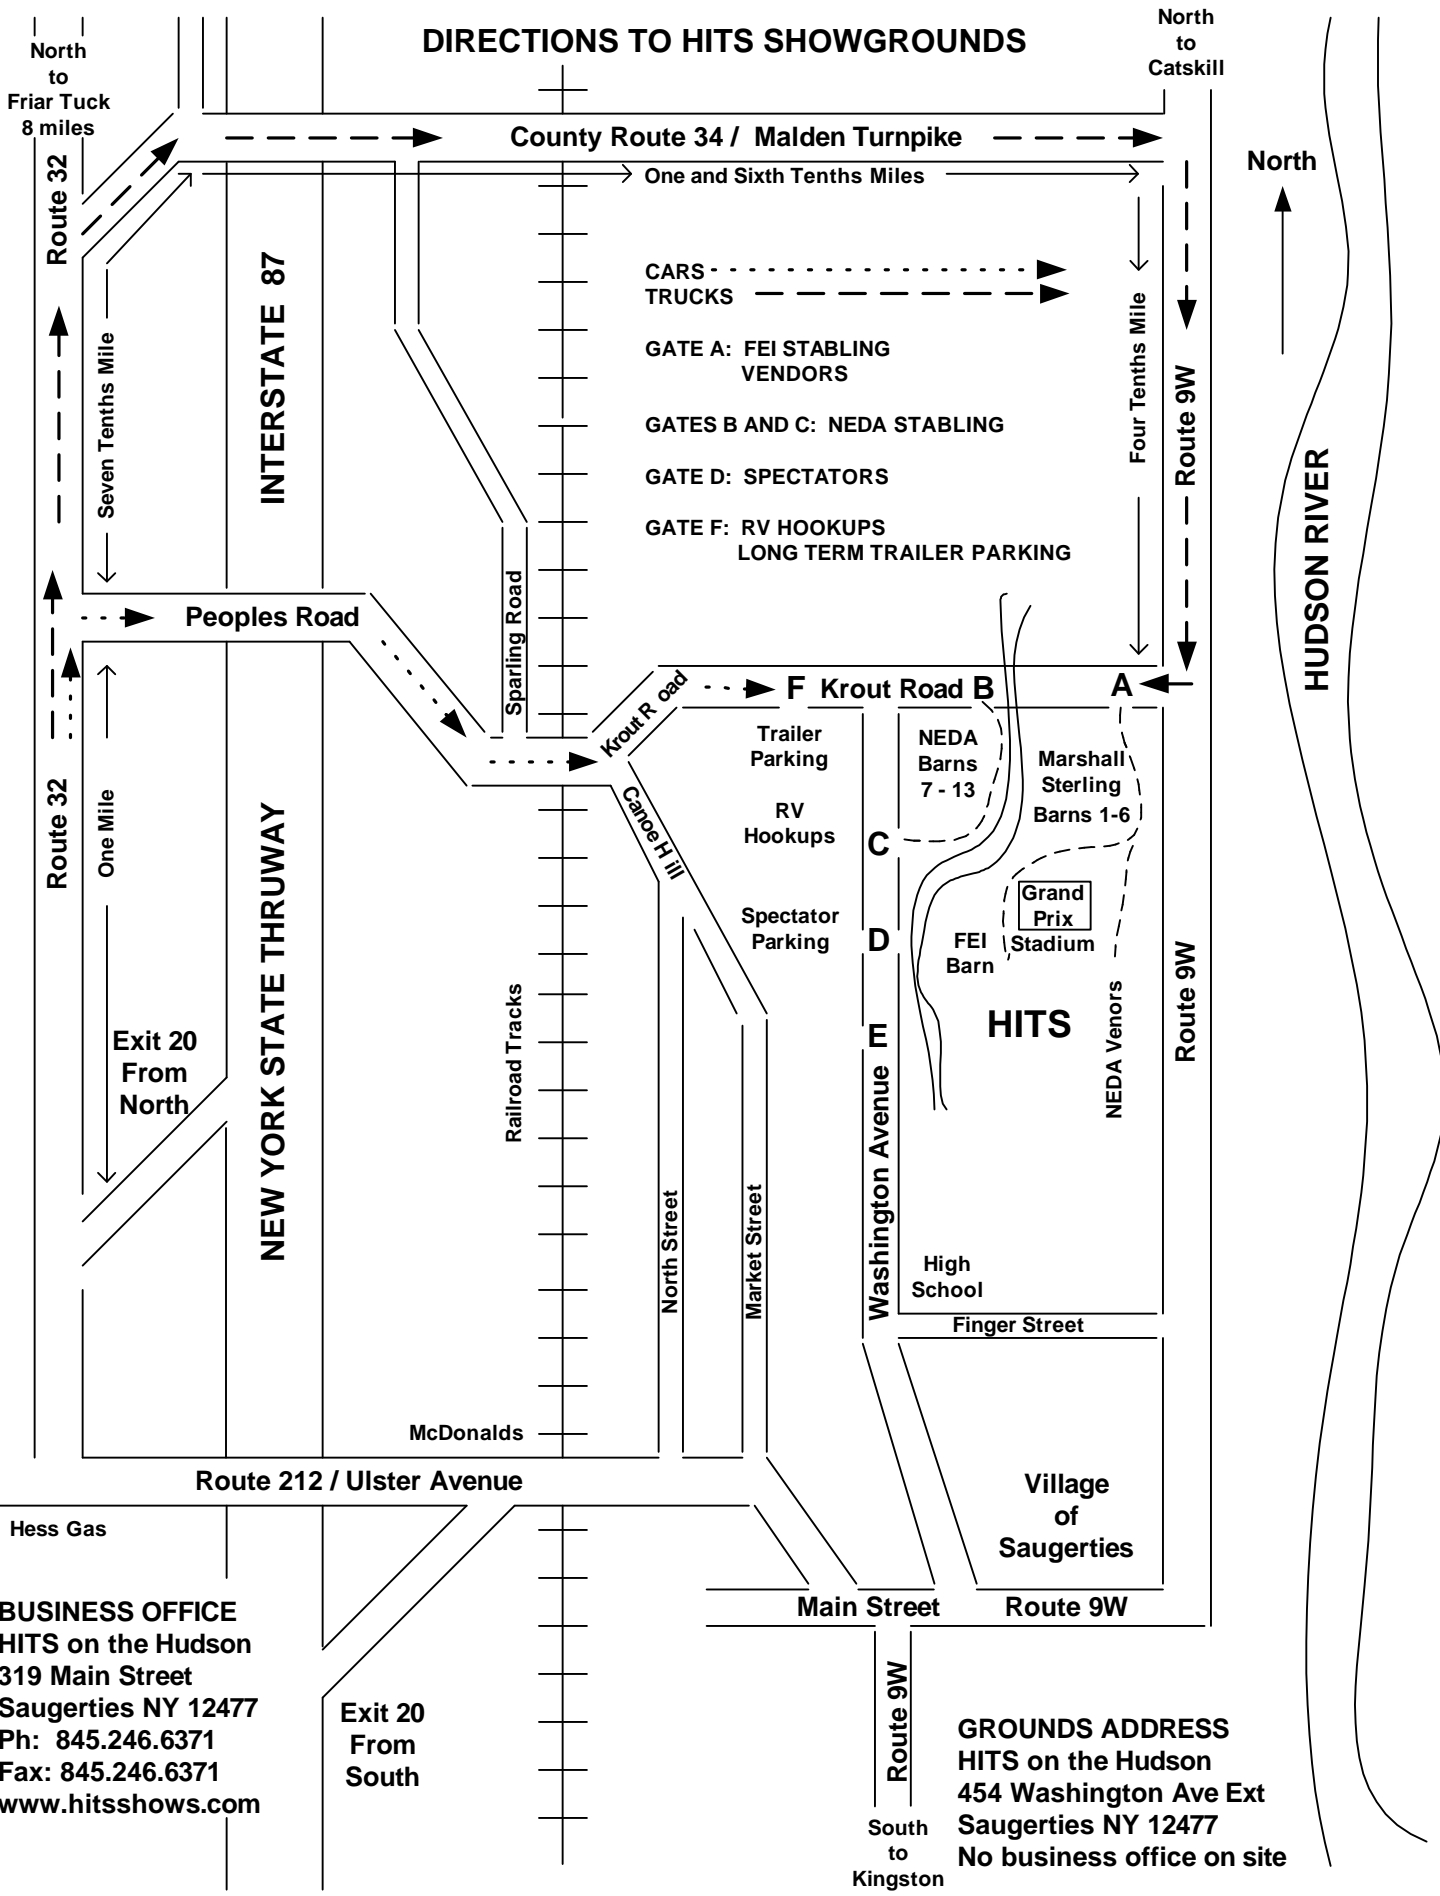 DIRECTIONS TO HITS SHOWGROUNDS
North
to
Friar Tuck
8 miles
North
to
Catskill
County Route 34 / Malden Turnpike
One and Sixth Tenths Miles
North
Route 32
Seven Tenths Mile
INTERSTATE 87
CARS
TRUCKS
GATE A: FEI STABLING
VENDORS
GATES B AND C: NEDA STABLING
GATE D: SPECTATORS
GATE F: RV HOOKUPS
LONG TERM TRAILER PARKING
Four Tenths Mile
Route 9W
HUDSON RIVER
Peoples Road
Sparling Road
Krout Road
F Krout Road B
A
Trailer
Parking
NEDA
Barns
7 - 13
Marshall
Sterling
Barns 1-6
RV
Hookups
Canoe Hill
C
Route 32
One Mile
NEW YORK STATE THRUWAY
Grand
Prix
Stadium
Spectator
Parking
D
FEI
Barn
HITS
E
NEDA Venors
Route 9W
Railroad Tracks
Exit 20
From
North
North Street
Market Street
Washington Avenue
High
School
Finger Street
McDonalds
Route 212 / Ulster Avenue
Hess Gas
Village
of
Saugerties
Main Street
Route 9W
BUSINESS OFFICE
HITS on the Hudson
319 Main Street
Saugerties NY 12477
Ph: 845.246.6371
Fax: 845.246.6371
www.hitsshows.com
Exit 20
From
South
Route 9W
South
to
Kingston
GROUNDS ADDRESS
HITS on the Hudson
454 Washington Ave Ext
Saugerties NY 12477
No business office on site